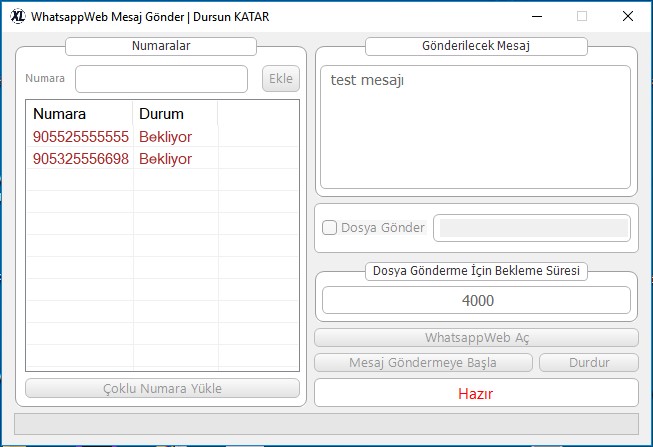 XL WhatsappWeb Mesaj Gönder | Dursun KATAR
Numaralar
Numara
Ekle
Numara Durum
905525555555 Bekliyor
905325556698 Bekliyor
Çoklu Numara Yükle
Gönderilecek Mesaj
test mesajı
Dosya Gönder
Dosya Gönderme İçin Bekleme Süresi
4000
WhatsappWeb Aç
Mesaj Göndermeye Başla Durdur
Hazır